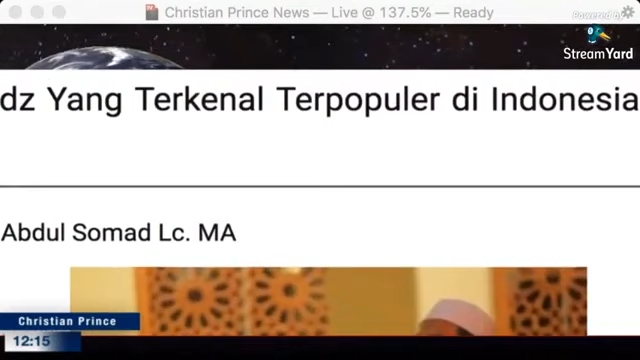 Christian Prince News — Live @ 137.5% — Ready
Powered by
StreamYard
dz Yang Terkenal Terpopuler di Indonesia
Abdul Somad Lc. MA
Christian Prince
12:15